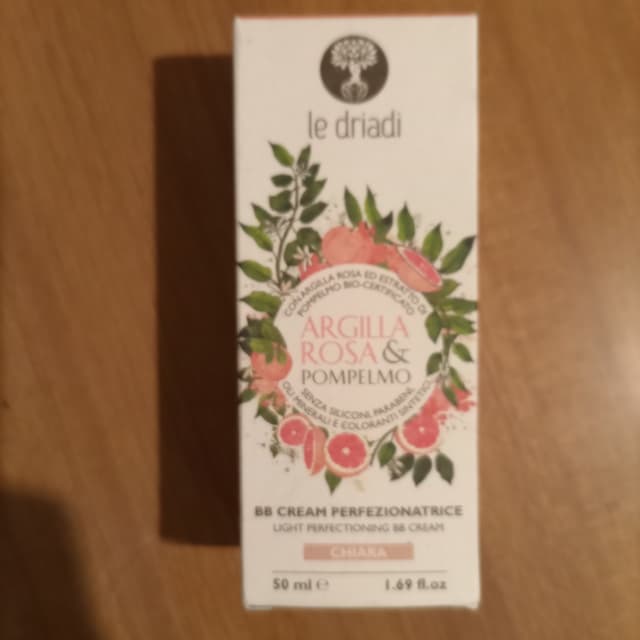 le driadi
CON ARGILLA ROSA ED ESTRATTO DI
POMPELMO BIO-CERTIFICATO
ARGILLA
ROSA &
POMPELMO
SENZA SILICONI, PARABENI,
OLI MINERALI E COLORANTI SINTETICI
BB CREAM PERFEZIONATRICE
LIGHT PERFECTIONING BB CREAM
CHIARA
50 ml ℮ 1.69 fl.oz